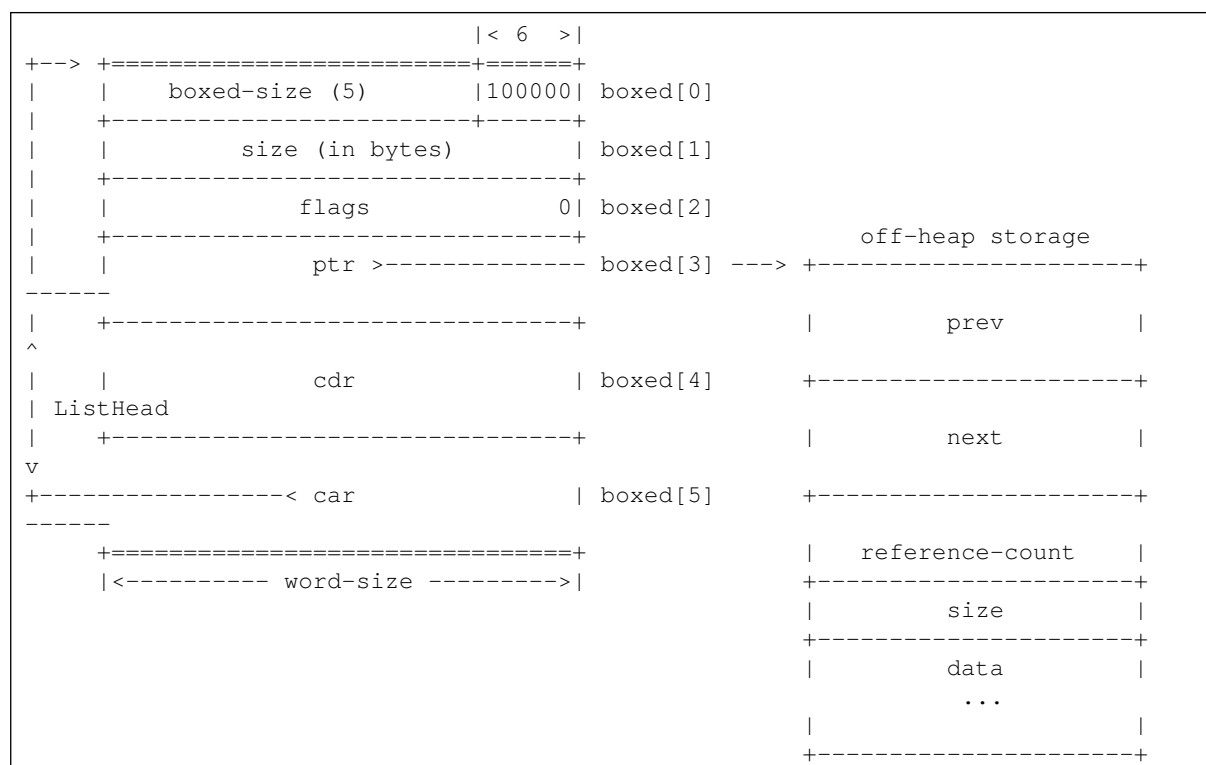 |< 6  >|
+--> +=========================+======+
|    |    boxed-size (5)       |100000| boxed[0]
|    +-------------------------+------+
|    |         size (in bytes)        | boxed[1]
|    +--------------------------------+
|    |             flags             0| boxed[2]
|    +--------------------------------+                   off-heap storage
|    |              ptr >-------------- boxed[3] ---> +----------------------+
------
|    +--------------------------------+               |         prev         |
^
|    |              cdr               | boxed[4]      +----------------------+
| ListHead
|    +--------------------------------+               |         next         |
v
+-----------------< car               | boxed[5]      +----------------------+
------
     +================================+               |   reference-count    |
     |<---------- word-size --------->|               +----------------------+
                                                      |         size         |
                                                      +----------------------+
                                                      |         data         |
                                                                 ...
                                                      |                      |
                                                      +----------------------+